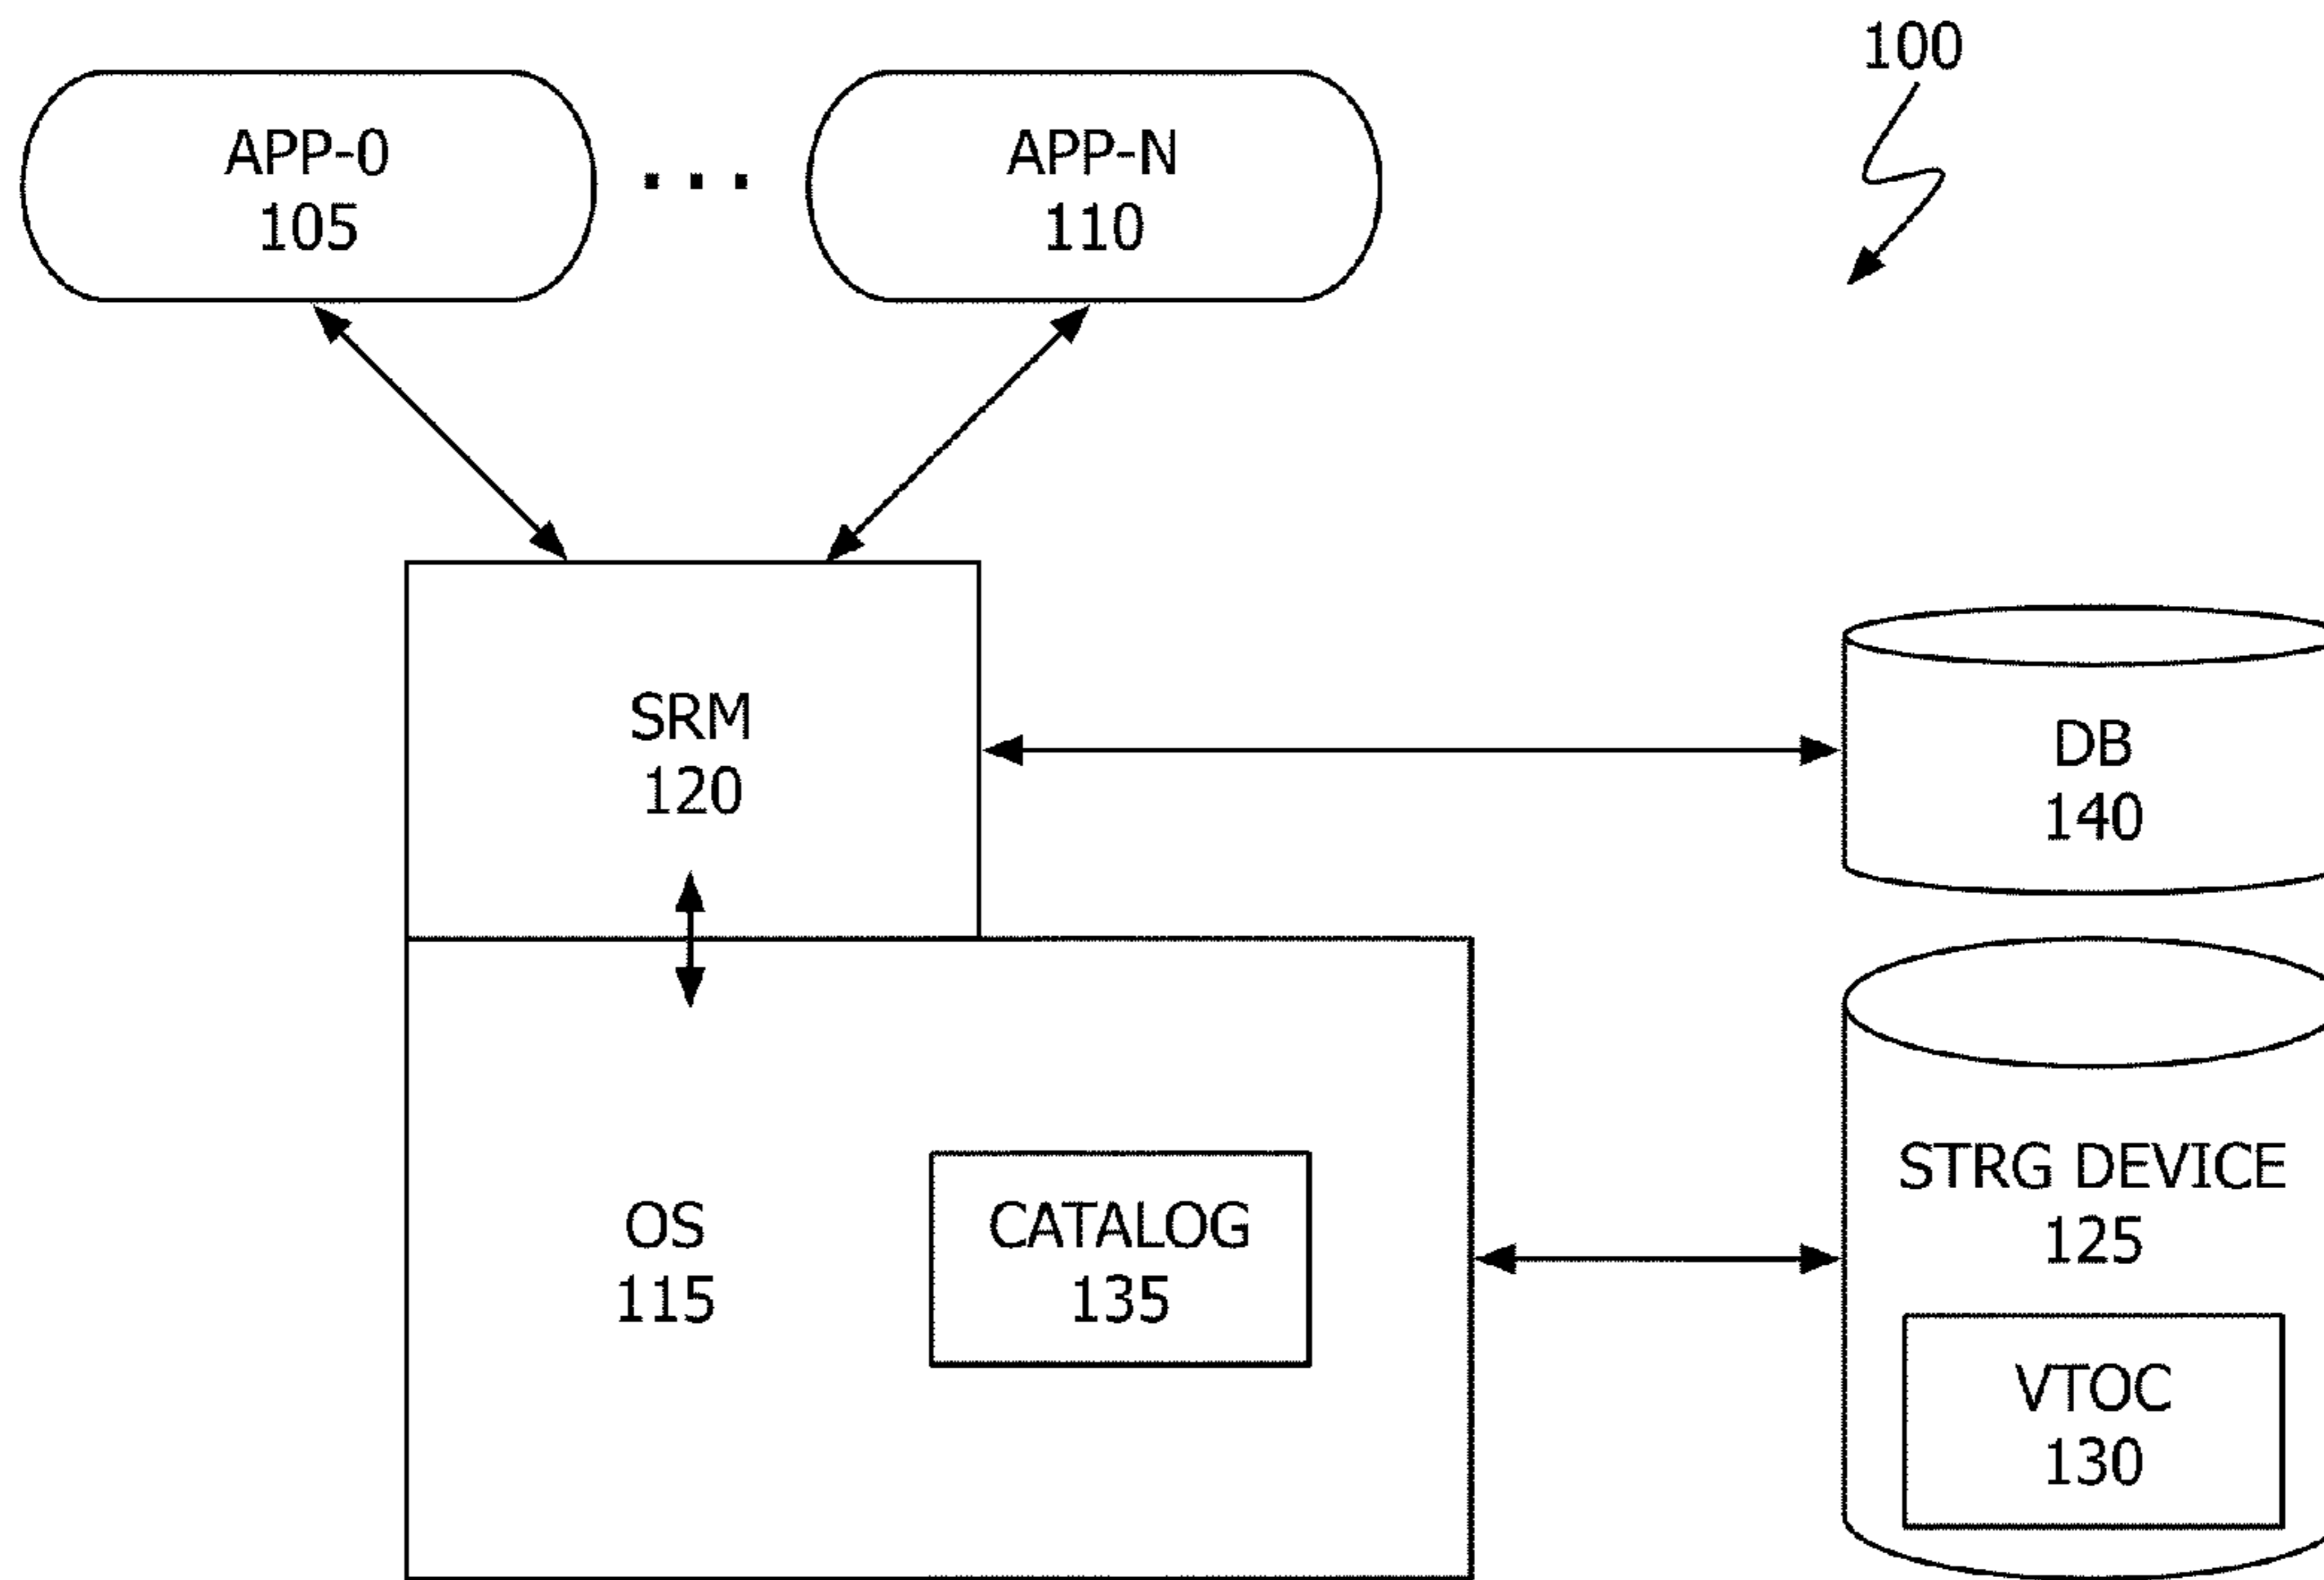 100
APP-0
105
...
APP-N
110
SRM
120
DB
140
OS
115
CATALOG
135
STRG DEVICE
125
VTOC
130